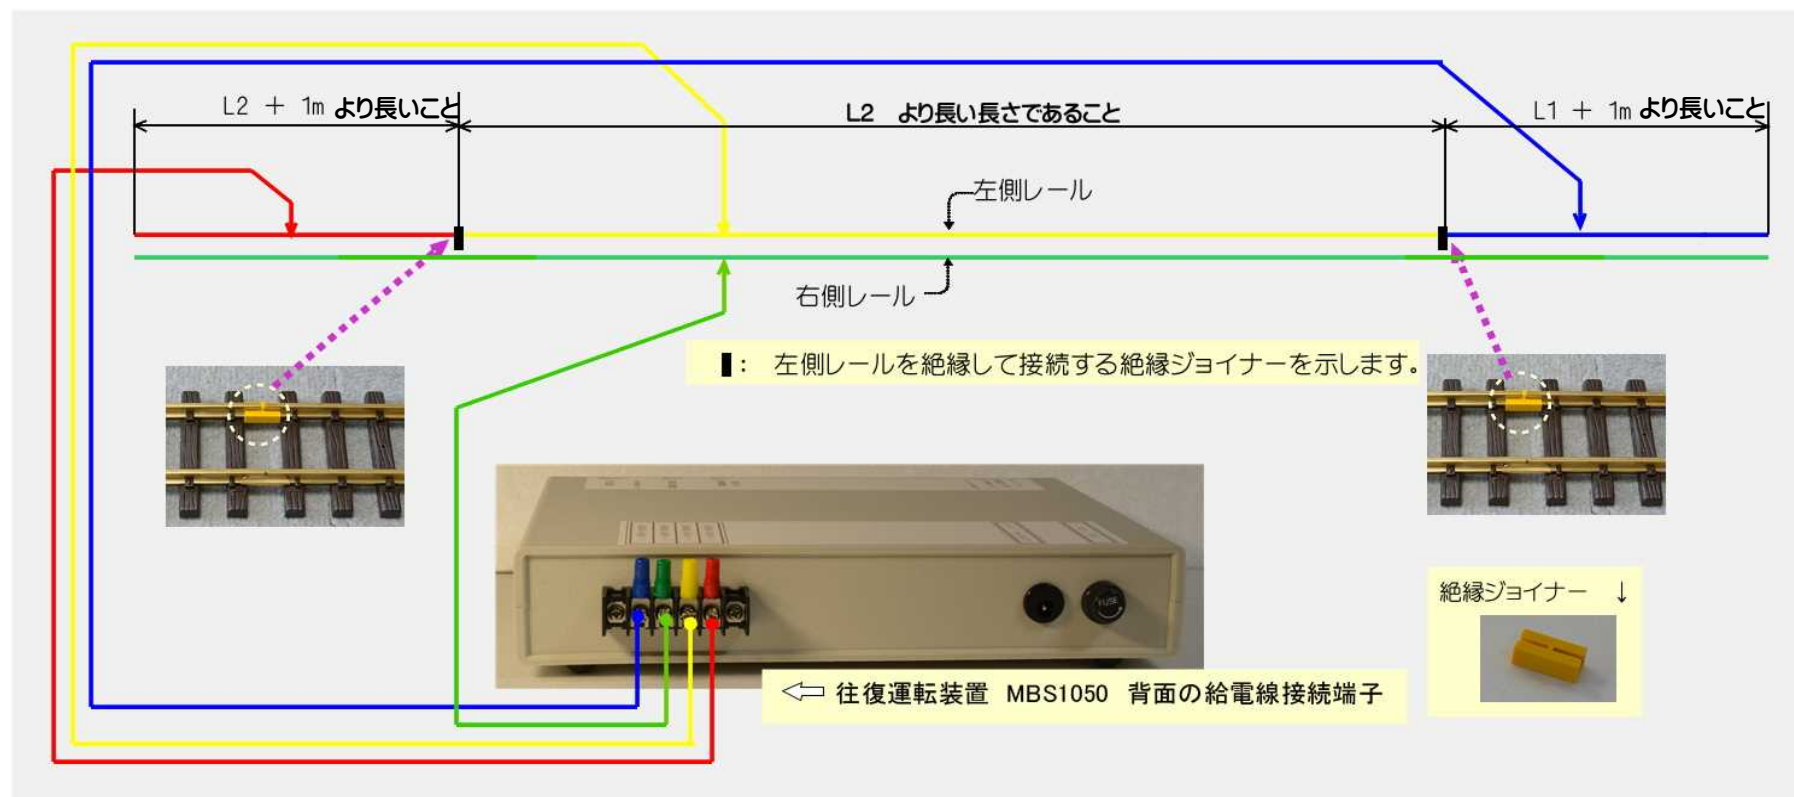 L2 ＋ 1m より長いこと
L2 より長い長さであること
L1 ＋ 1m より長いこと
左側レール
右側レール
▮： 左側レールを絶縁して接続する絶縁ジョイナーを示します。
FUSE
絶縁ジョイナー ↓
⇦ 往復運転装置 MBS1050 背面の給電線接続端子